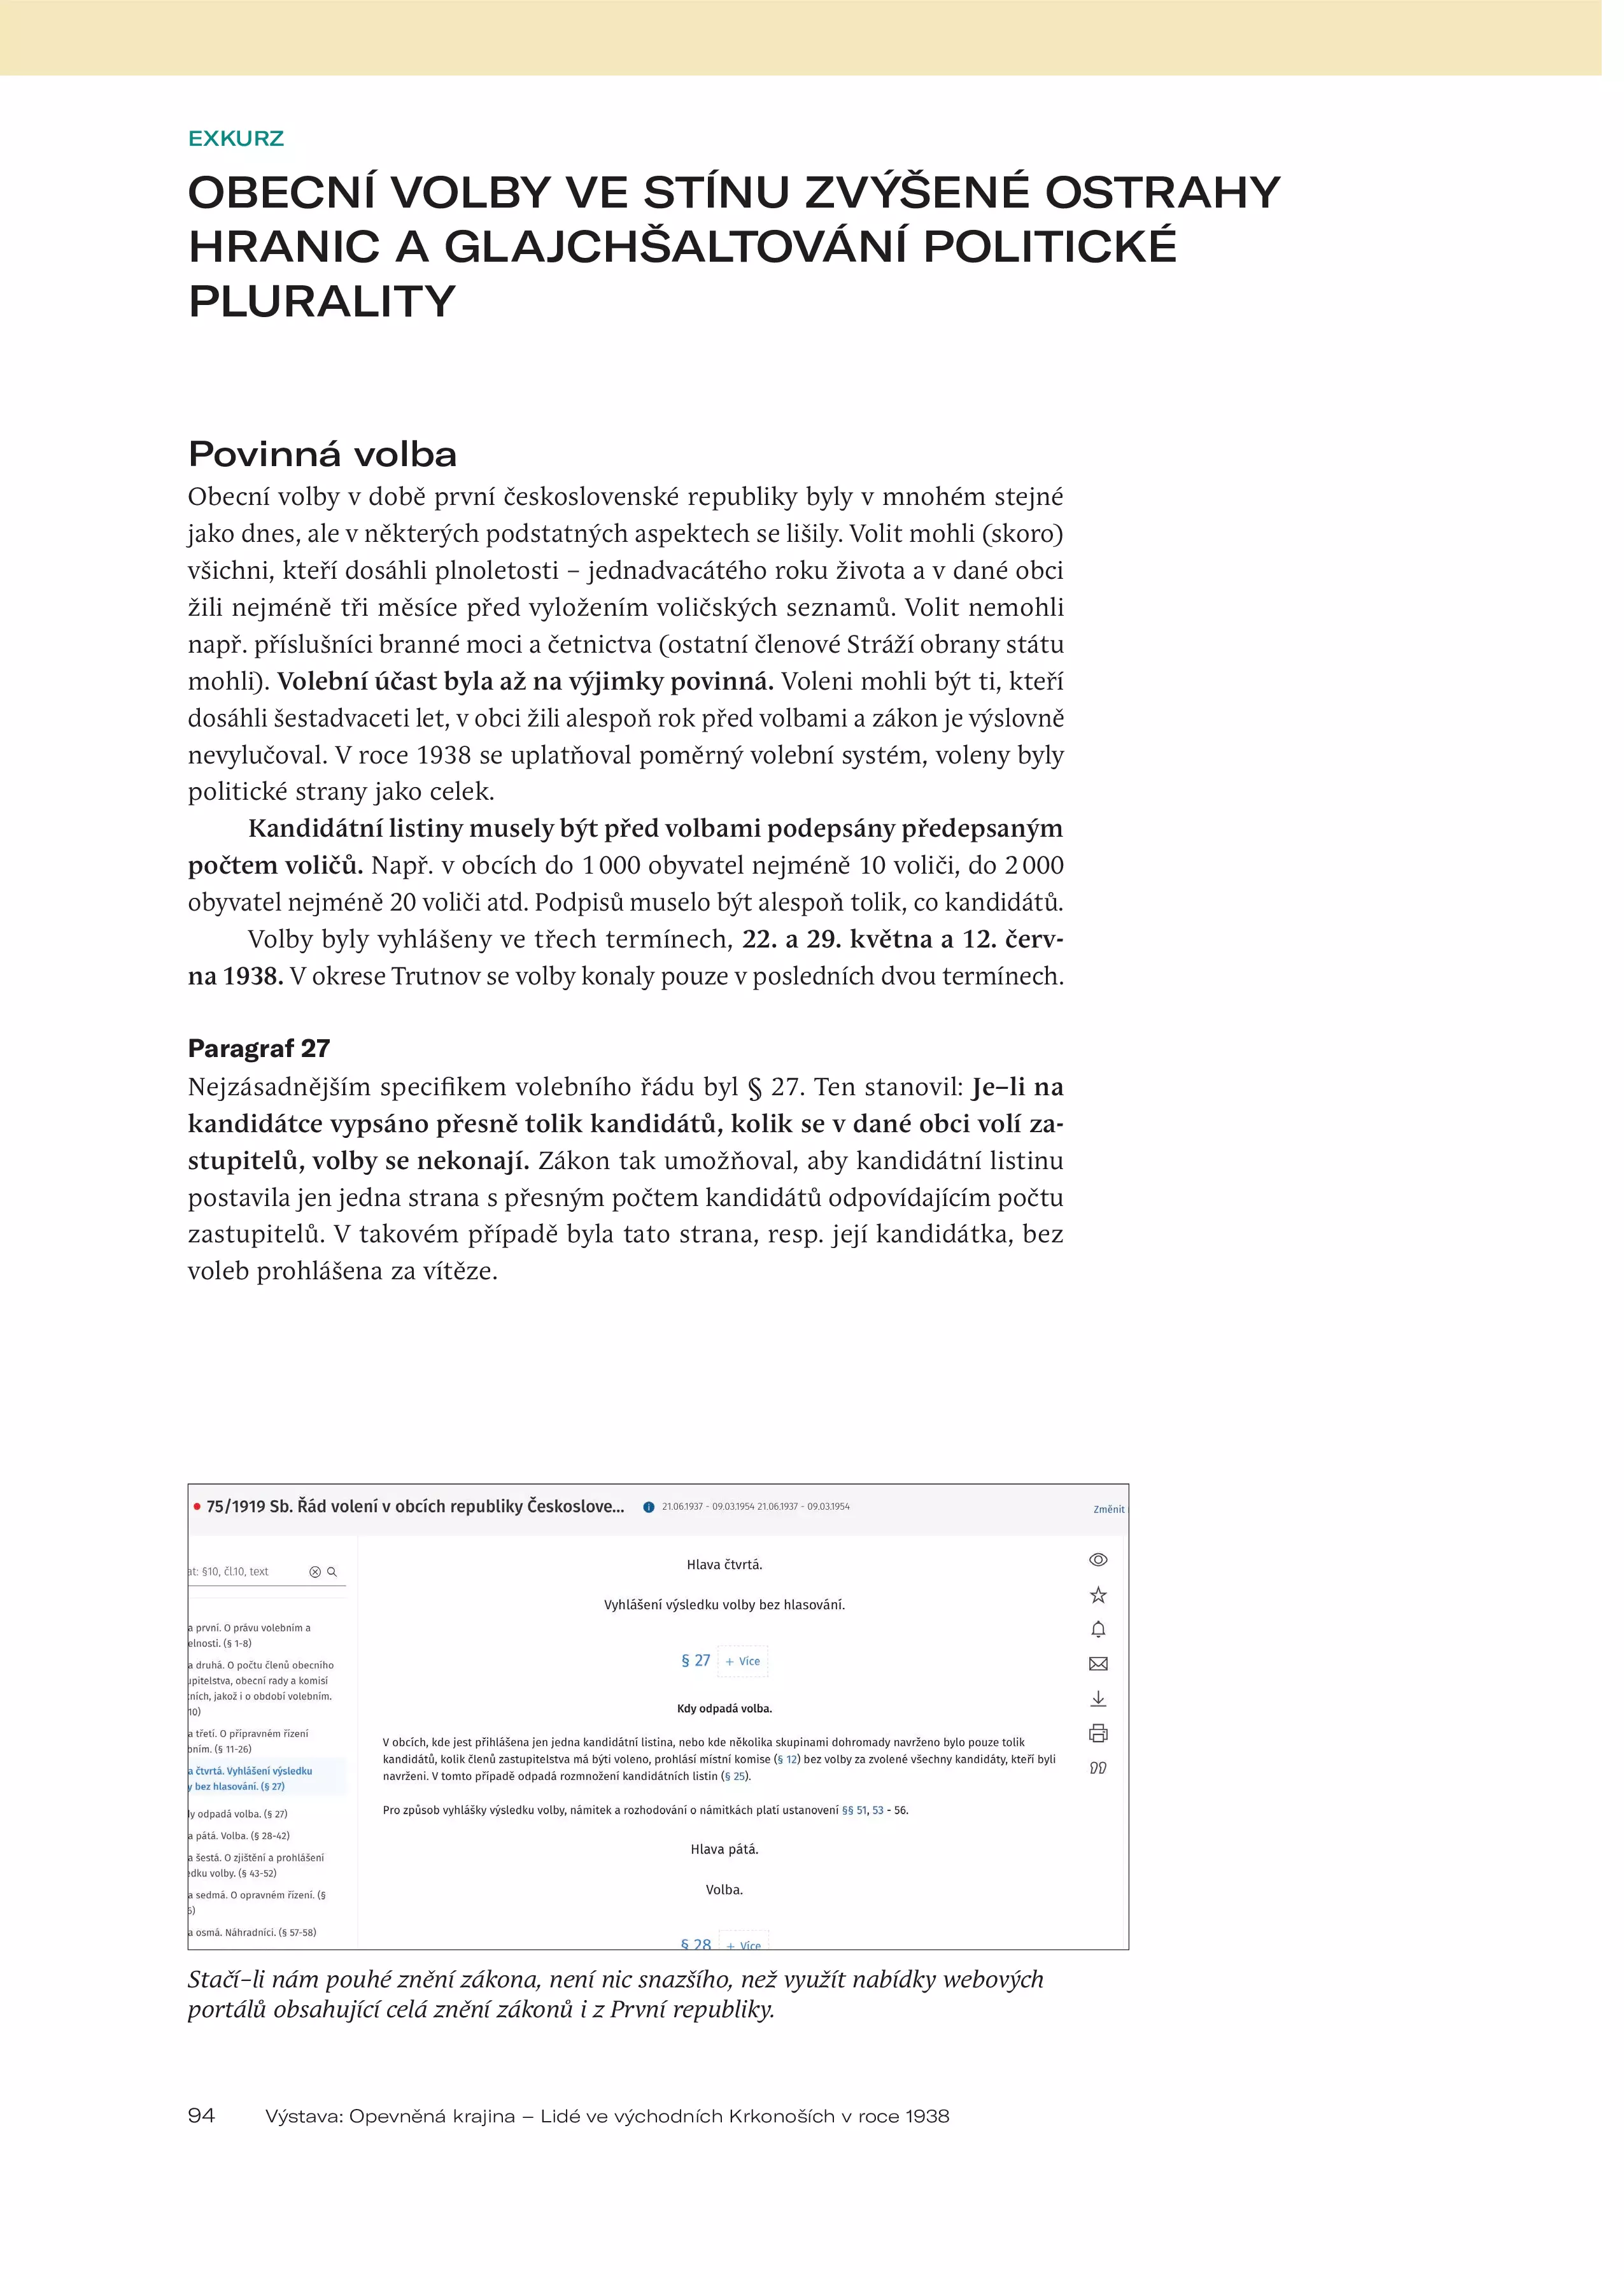 EXKURZ
OBECNÍ VOLBY VE STÍNU ZVÝŠENÉ OSTRAHY
HRANIC A GLAJCHŠALTOVÁNÍ POLITICKÉ
PLURALITY
Povinná volba
Obecní volby v době první československé republiky byly v mnohém stejné
jako dnes, ale v některých podstatných aspektech se lišily. Volit mohli (skoro)
všichni, kteří dosáhli plnoletosti – jednadvacátého roku života a v dané obci
žili nejméně tři měsíce před vyložením voličských seznamů. Volit nemohli
např. příslušníci branné moci a četnictva (ostatní členové Stráží obrany státu
mohli). Volební účast byla až na výjimky povinná. Voleni mohli být ti, kteří
dosáhli šestadvaceti let, v obci žili alespoň rok před volbami a zákon je výslovně
nevylučoval. V roce 1938 se uplatňoval poměrný volební systém, voleny byly
politické strany jako celek.
Kandidátní listiny musely být před volbami podepsány předepsaným
počtem voličů. Např. v obcích do 1 000 obyvatel nejméně 10 voliči, do 2 000
obyvatel nejméně 20 voliči atd. Podpisů muselo být alespoň tolik, co kandidátů.
Volby byly vyhlášeny ve třech termínech, 22. a 29. května a 12. červ-
na 1938. V okrese Trutnov se volby konaly pouze v posledních dvou termínech.
Paragraf 27
Nejzásadnějším specifikem volebního řádu byl § 27. Ten stanovil: Je–li na
kandidátce vypsáno přesně tolik kandidátů, kolik se v dané obci volí za-
stupitelů, volby se nekonají. Zákon tak umožňoval, aby kandidátní listinu
postavila jen jedna strana s přesným počtem kandidátů odpovídajícím počtu
zastupitelů. V takovém případě byla tato strana, resp. její kandidátka, bez
voleb prohlášena za vítěze.
75/1919 Sb. Řád volení v obcích republiky Českoslove... 21.06.1937 - 09.03.1954 21.06.1937 - 09.03.1954 Změnit
at: §10, čl.10, text
a první. O právu volebním a
elnosti. (§ 1-8)
a druhá. O počtu členů obecního
upitelstva, obecní rady a komisí
ních, jakož i o období volebním.
10)
a třetí. O přípravném řízení
bním. (§ 11-26)
a čtvrtá. Vyhlášení výsledku
y bez hlasování. (§ 27)
dy odpadá volba. (§ 27)
a pátá. Volba. (§ 28-42)
a šestá. O zjištění a prohlášení
edku volby. (§ 43-52)
a sedmá. O opravném řízení. (§
6)
a osmá. Náhradníci. (§ 57-58)
Hlava čtvrtá.
Vyhlášení výsledku volby bez hlasování.
§ 27 + Více
Kdy odpadá volba.
V obcích, kde jest přihlášena jen jedna kandidátní listina, nebo kde několika skupinami dohromady navrženo bylo pouze tolik
kandidátů, kolik členů zastupitelstva má býti voleno, prohlásí místní komise (§ 12) bez volby za zvolené všechny kandidáty, kteří byli
navrženi. V tomto případě odpadá rozmnožení kandidátních listin (§ 25).
Pro způsob vyhlášky výsledku volby, námitek a rozhodování o námitkách platí ustanovení §§ 51, 53 - 56.
Hlava pátá.
Volba.
§ 28 + Více
Stačí–li nám pouhé znění zákona, není nic snazšího, než využít nabídky webových
portálů obsahující celá znění zákonů i z První republiky.
94 Výstava: Opevněná krajina – Lidé ve východních Krkonoších v roce 1938